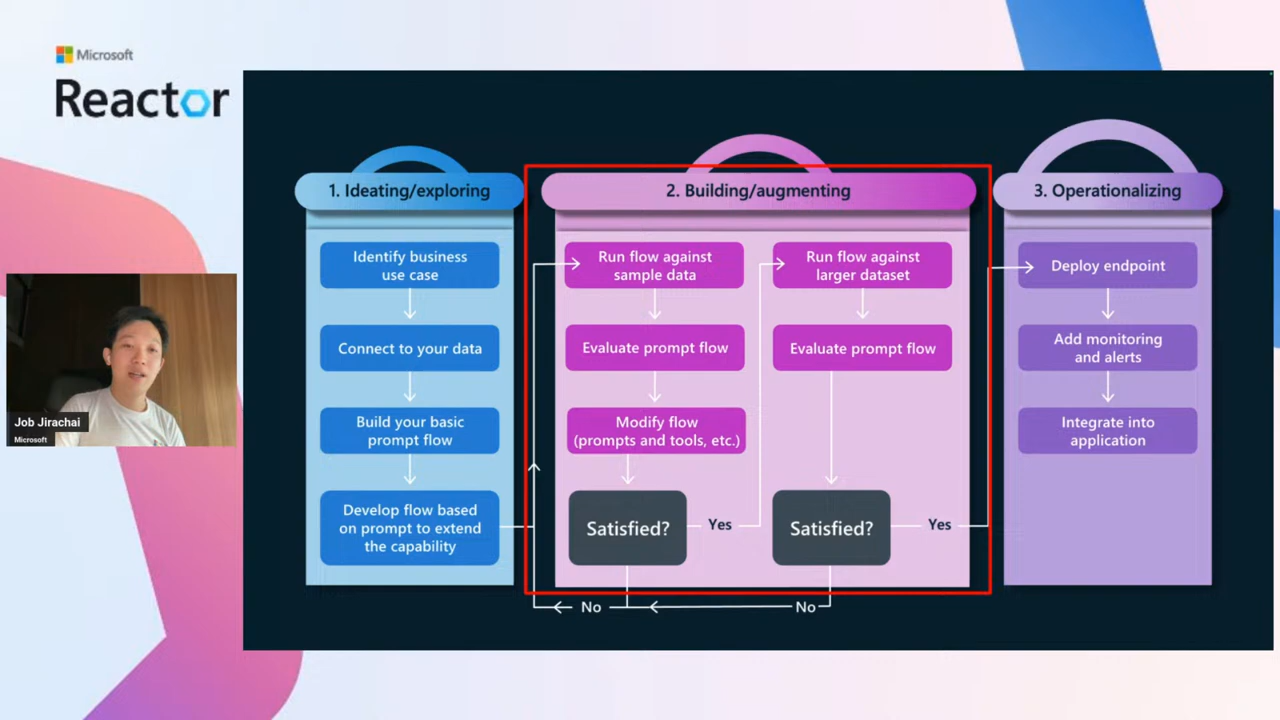 Microsoft
Reactor
Job Jirachai
Microsoft
1. Ideating/exploring
Identify business
use case
Connect to your data
Build your basic
prompt flow
Develop flow based
on prompt to extend
the capability
2. Building/augmenting
Run flow against
sample data
Evaluate prompt flow
Modify flow
(prompts and tools, etc.)
Satisfied?
Yes
No
Run flow against
larger dataset
Evaluate prompt flow
Satisfied?
Yes
No
3. Operationalizing
Deploy endpoint
Add monitoring
and alerts
Integrate into
application